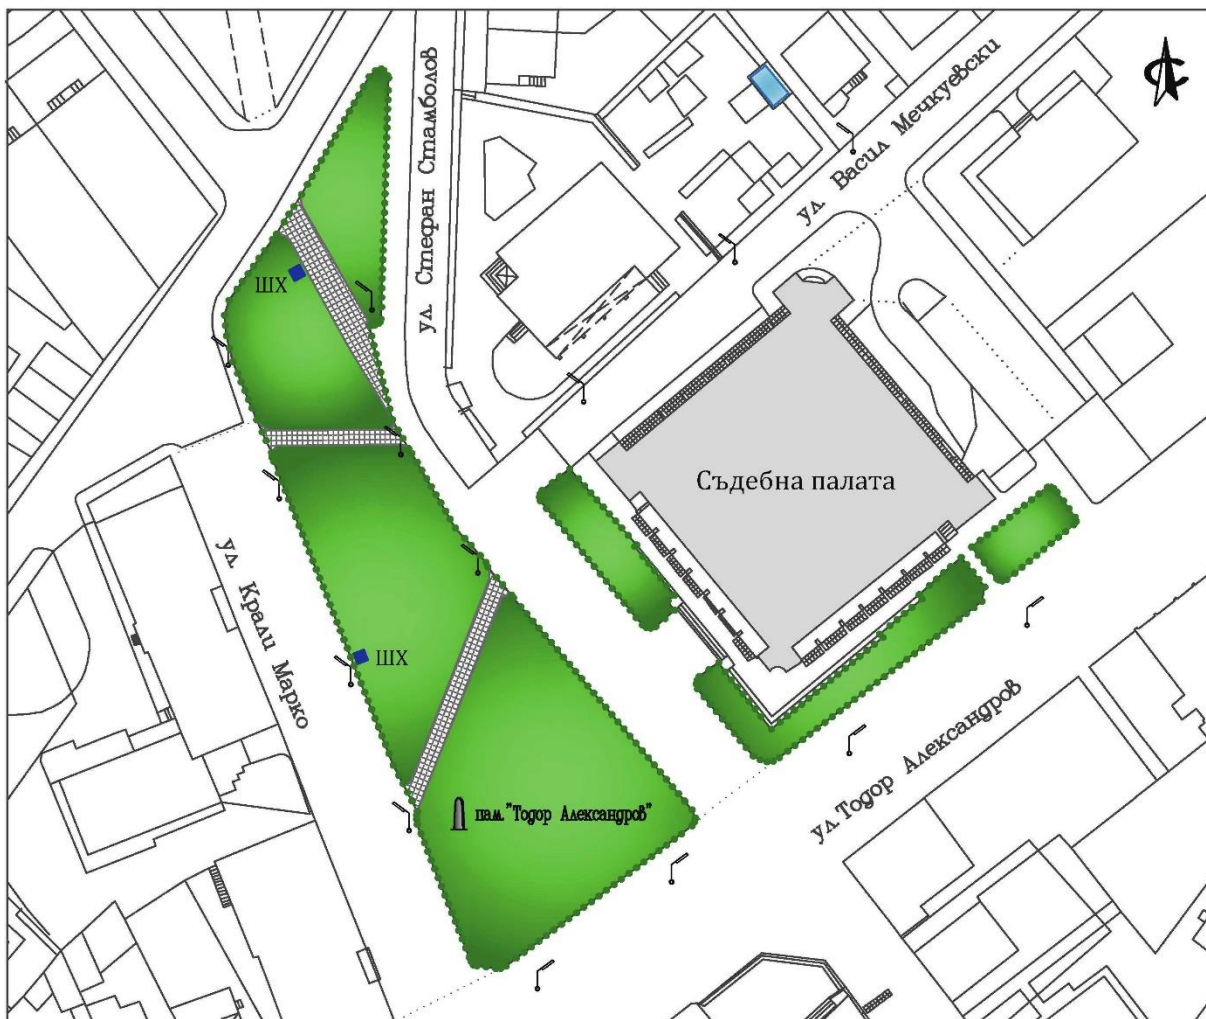 ул. Стефан Стамболов
ул. Васил Мечкуевски
С
ШХ
Съдебна палата
ул. Крали Марко
ШХ
ул. Тодор Александров
пам. "Тодор Александров"